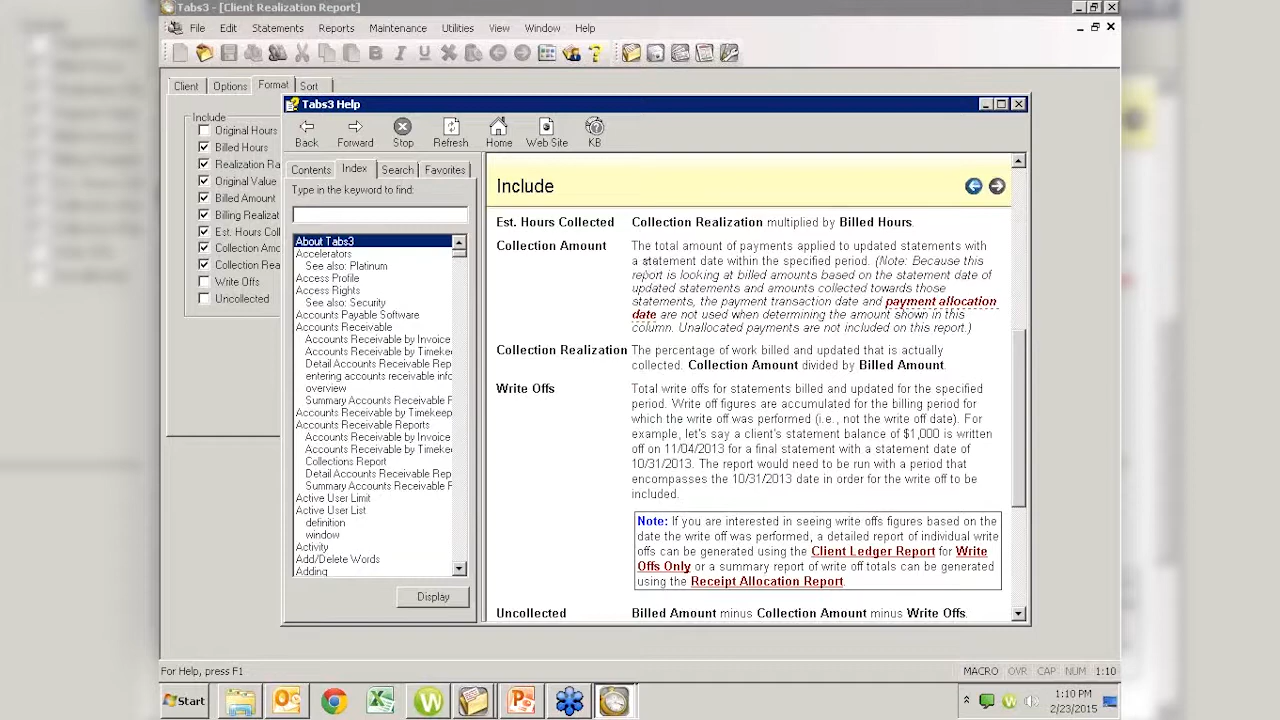 Tabs3 - [Client Realization Report]
File Edit Statements Reports Maintenance Utilities View Window Help
Client Options Format Sort
Include
Original Hours
Billed Hours
Realization Ra
Original Value
Billed Amount
Billing Realizat
Est. Hours Coll
Collection Amo
Collection Rea
Write Offs
Uncollected
Tabs3 Help
Back Forward Stop Refresh Home Web Site KB
Contents Index Search Favorites
Type in the keyword to find:
About Tabs3
Accelerators
See also: Platinum
Access Profile
Access Rights
See also: Security
Accounts Payable Software
Accounts Receivable
Accounts Receivable by Invoice
Accounts Receivable by Timekee
Detail Accounts Receivable Rep
entering accounts receivable info
overview
Summary Accounts Receivable F
Accounts Receivable by Timekeep
Accounts Receivable Reports
Accounts Receivable by Invoice
Accounts Receivable by Timekee
Collections Report
Detail Accounts Receivable Rep
Summary Accounts Receivable F
Active User Limit
Active User List
definition
window
Activity
Add/Delete Words
Adding
Display
Include
Est. Hours Collected Collection Realization multiplied by Billed Hours.
Collection Amount The total amount of payments applied to updated statements with
a statement date within the specified period. (Note: Because this
report is looking at billed amounts based on the statement date of
updated statements and amounts collected towards those
statements, the payment transaction date and payment allocation
date are not used when determining the amount shown in this
column. Unallocated payments are not included on this report.)
Collection Realization The percentage of work billed and updated that is actually
collected. Collection Amount divided by Billed Amount.
Write Offs Total write offs for statements billed and updated for the specified
period. Write off figures are accumulated for the billing period for
which the write off was performed (i.e., not the write off date). For
example, let's say a client's statement balance of $1,000 is written
off on 11/04/2013 for a final statement with a statement date of
10/31/2013. The report would need to be run with a period that
encompasses the 10/31/2013 date in order for the write off to be
included.
Note: If you are interested in seeing write offs figures based on the
date the write off was performed, a detailed report of individual write
offs can be generated using the Client Ledger Report for Write
Offs Only or a summary report of write off totals can be generated
using the Receipt Allocation Report.
Uncollected Billed Amount minus Collection Amount minus Write Offs.
For Help, press F1
MACRO OVR CAP NUM 1:10
Start
1:10 PM
2/23/2015